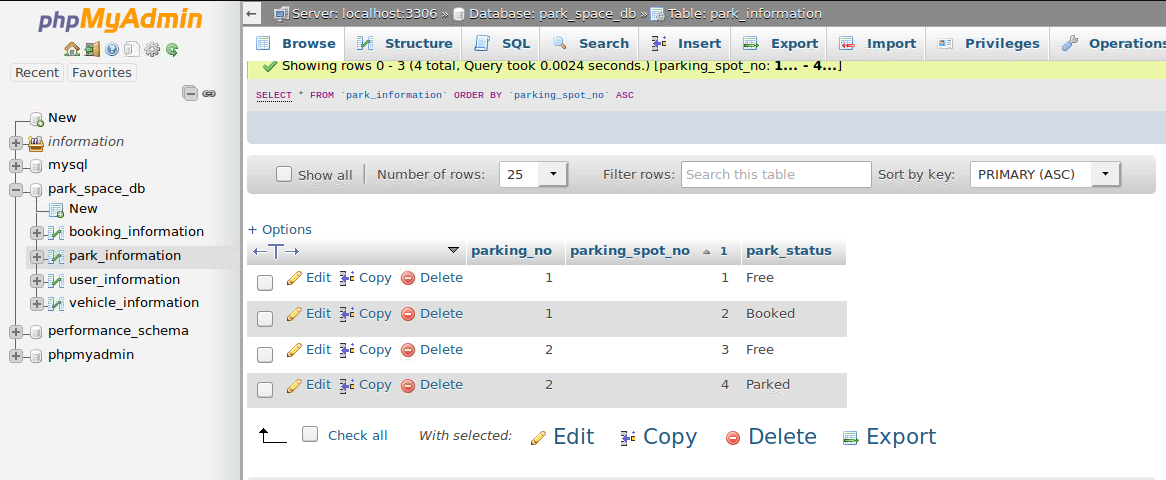 phpMyAdmin
Recent Favorites
New
information
mysql
park_space_db
New
booking_information
park_information
user_information
vehicle_information
performance_schema
phpmyadmin
Server: localhost:3306 » Database: park_space_db » Table: park_information
Browse Structure SQL Search Insert Export Import Privileges Operations
Showing rows 0 - 3 (4 total, Query took 0.0024 seconds.) [parking_spot_no: 1... - 4...]
SELECT * FROM `park_information` ORDER BY `parking_spot_no` ASC
Show all Number of rows: 25 Filter rows: Search this table Sort by key: PRIMARY (ASC)
+ Options
←T→ parking_no parking_spot_no 1 park_status
Edit Copy Delete 1 1 Free
Edit Copy Delete 1 2 Booked
Edit Copy Delete 2 3 Free
Edit Copy Delete 2 4 Parked
Check all With selected: Edit Copy Delete Export